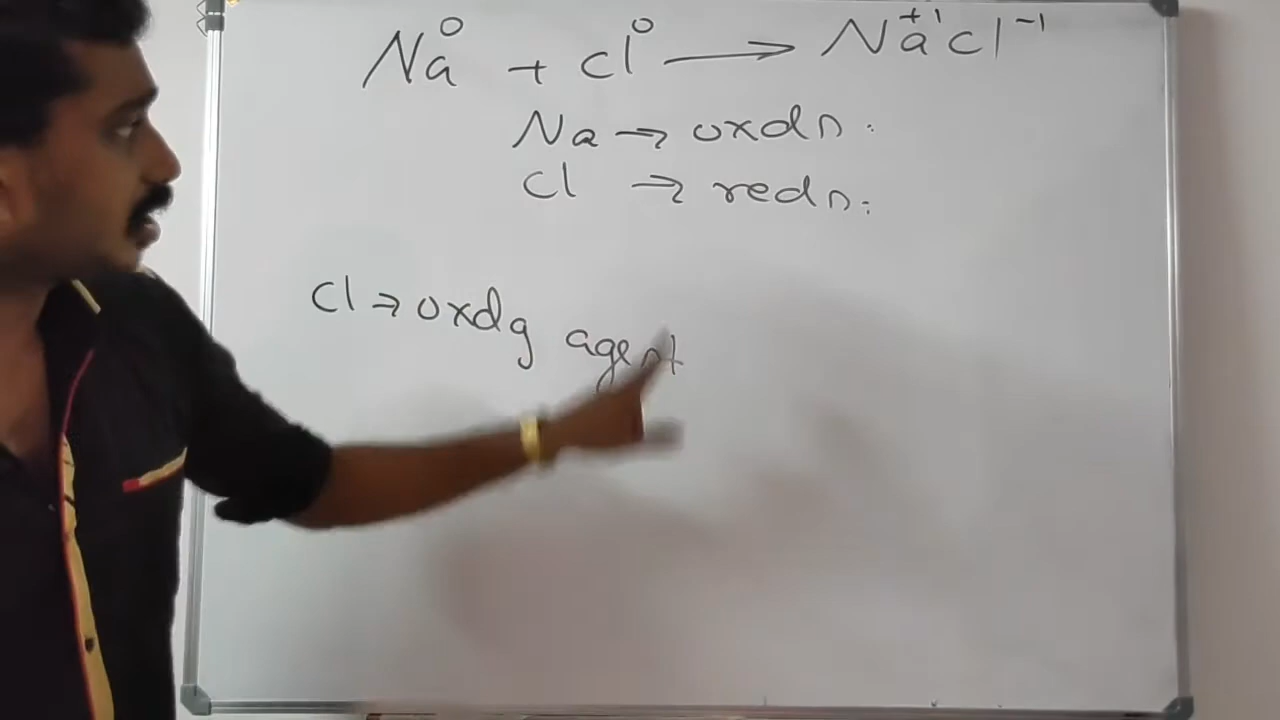 Na⁰ + Cl⁰ → Na⁺¹Cl⁻¹
Na → oxdn.
Cl → redn.
Cl ⇒ oxdg agent